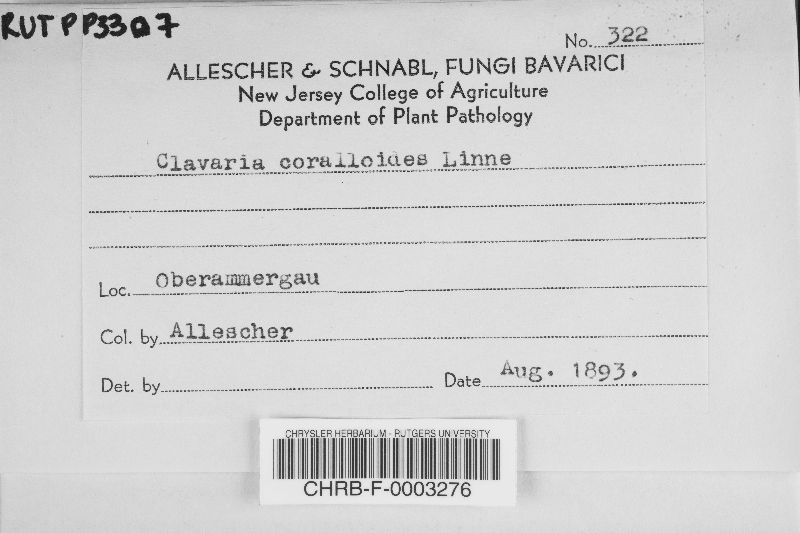 RUTPP3307
No. 322
ALLESCHER & SCHNABL, FUNGI BAVARICI
New Jersey College of Agriculture
Department of Plant Pathology
Clavaria coralloides Linne
Loc. Oberammergau
Col. by Allescher
Det. by
Date Aug. 1893.
CHRYSLER HERBARIUM - RUTGERS UNIVERSITY
CHRB-F-0003276